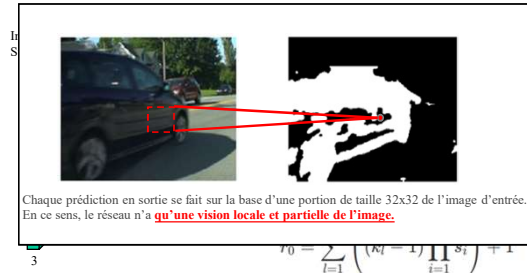 Chaque prédiction en sortie se fait sur la base d'une portion de taille 32x32 de l'image d'entrée.
En ce sens, le réseau n'a qu'une vision locale et partielle de l'image.
3